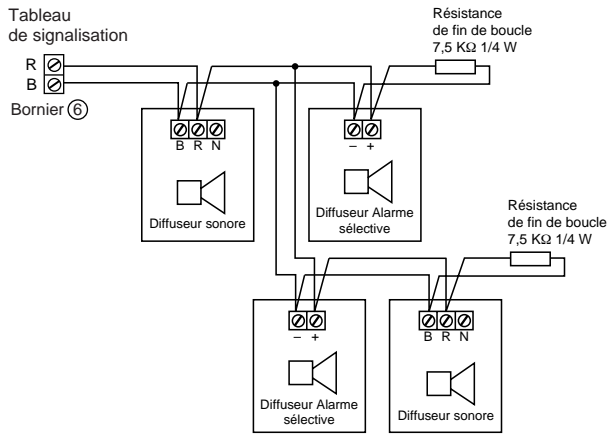 Tableau
de signalisation
R
B
Bornier 6
Résistance
de fin de boucle
7,5 KΩ 1/4 W
B R N
Diffuseur sonore
– +
Diffuseur Alarme
sélective
Résistance
de fin de boucle
7,5 KΩ 1/4 W
– +
Diffuseur Alarme
sélective
B R N
Diffuseur sonore